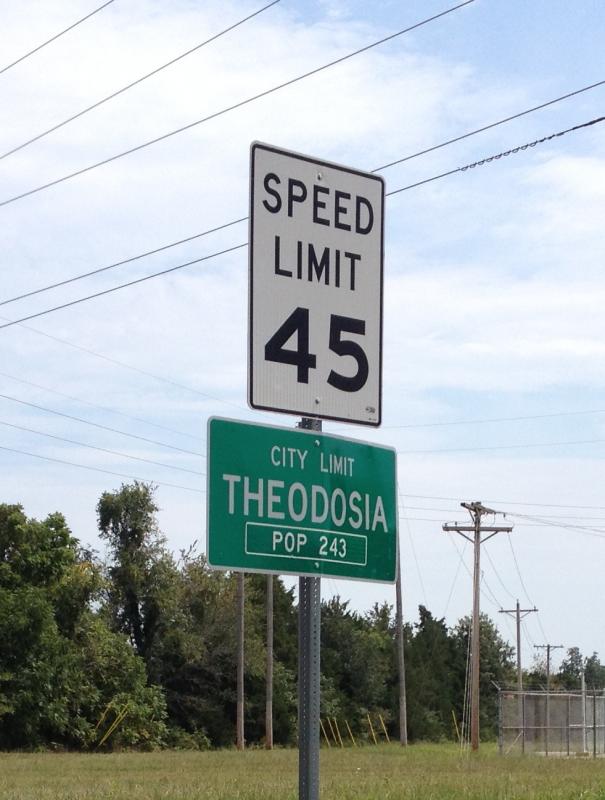 SPEED
LIMIT
45
CITY LIMIT
THEODOSIA
POP 243